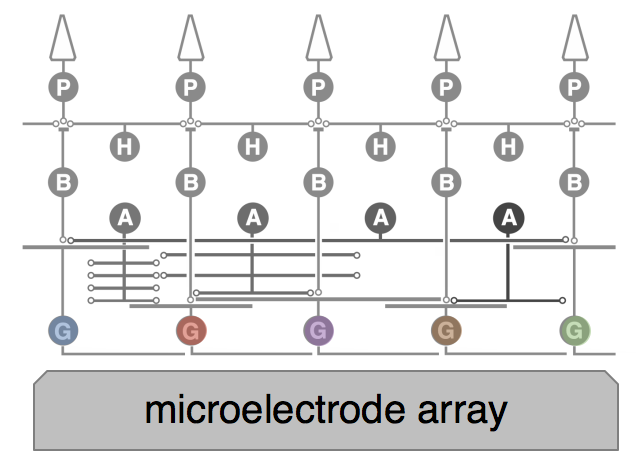 P P P P P
H H H H
B B B B B
A A A A
G G G G G
microelectrode array